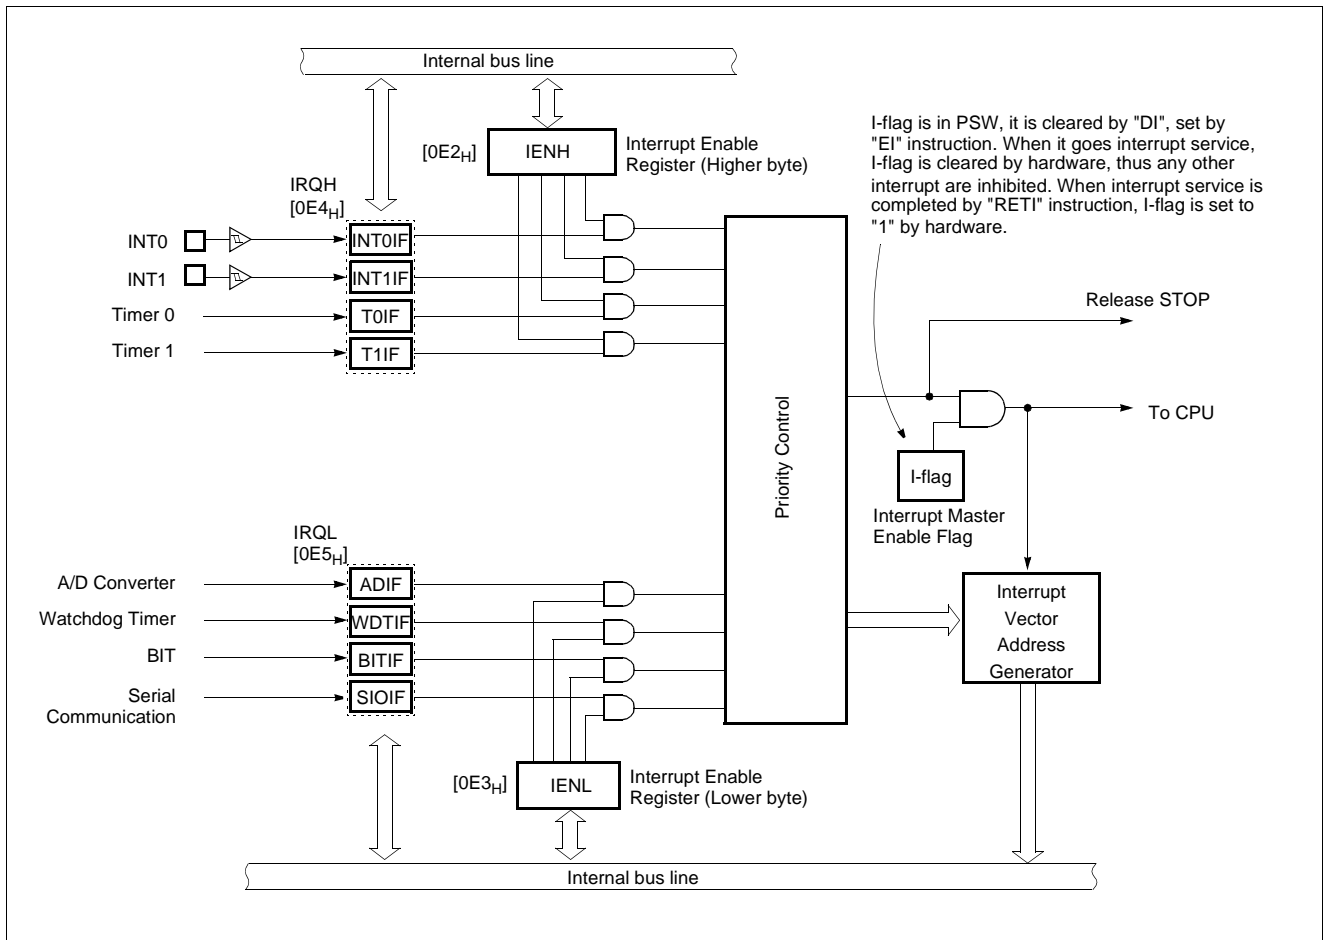 Internal bus line
I-flag is in PSW, it is cleared by "DI", set by
"EI" instruction. When it goes interrupt service,
I-flag is cleared by hardware, thus any other
interrupt are inhibited. When interrupt service is
completed by "RETI" instruction, I-flag is set to
"1" by hardware.
[0E2H]
IENH
Interrupt Enable
Register (Higher byte)
IRQH
[0E4H]
INT0
INT0IF
INT1
INT1IF
Timer 0
T0IF
Timer 1
T1IF
Release STOP
Priority Control
To CPU
I-flag
Interrupt Master
Enable Flag
IRQL
[0E5H]
A/D Converter
ADIF
Watchdog Timer
WDTIF
BIT
BITIF
Serial
Communication
SIOIF
Interrupt
Vector
Address
Generator
[0E3H]
IENL
Interrupt Enable
Register (Lower byte)
Internal bus line